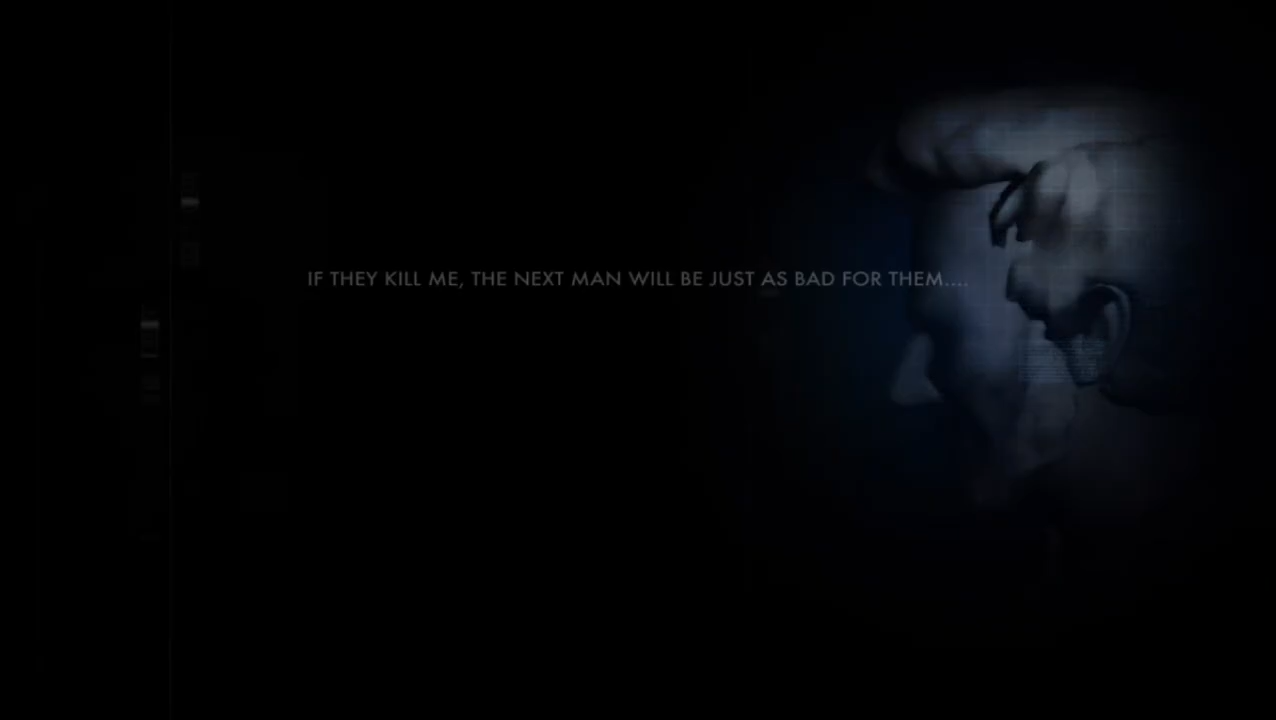 IF THEY KILL ME, THE NEXT MAN WILL BE JUST AS BAD FOR THEM....